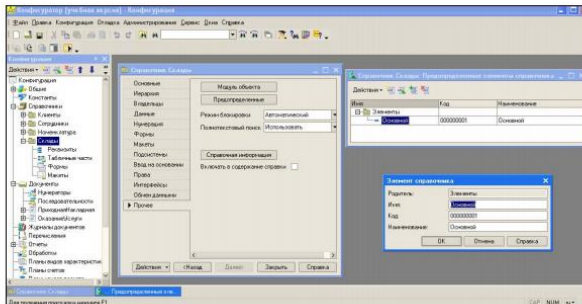 Конфигуратор (учебная версия) - Конфигурация
Файл Правка Конфигурация Отладка Администрирование Сервис Окна Справка
Конфигурация
Действия
Конфигурация
Общие
Константы
Справочники
Клиенты
Сотрудники
Номенклатура
Склады
Реквизиты
Табличные части
Формы
Макеты
Документы
Нумераторы
Последовательности
ПриходнаяНакладная
ОказаниеУслуги
Журналы документов
Перечисления
Отчеты
Обработки
Планы видов характеристик
Планы счетов
Справочник Склады
Основные
Иерархия
Владельцы
Данные
Нумерация
Формы
Макеты
Подсистемы
Ввод на основании
Права
Интерфейсы
Обмен данными
Прочее
Модуль объекта
Предопределенные
Режим блокировки Автоматический
Полнотекстовый поиск Использовать
Справочная информация
Включать в содержание справки
Действия <Назад Далее> Закрыть Справка
Справочник Склады: Предопределенные элементы справочника
Действия
Имя Код Наименование
Элементы
Основной 000000001 Основной
Элемент справочника
Родитель: Элементы
Имя: Основной
Код: 000000001
Наименование: Основной
OK Отмена Справка
Справочник Склады Предопределенные эле...
Для получения подсказки нажмите F1 CAP NUM